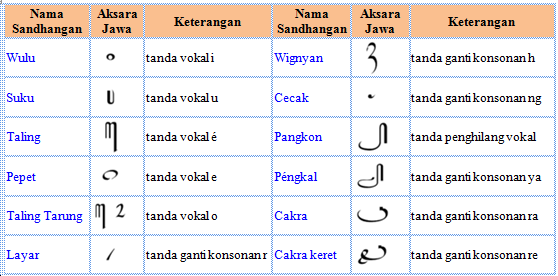 Nama Sandhangan Aksara Jawa Keterangan Nama Sandhangan Aksara Jawa Keterangan
Wulu ꦶ tanda vokal i Wignyan ꦃ tanda ganti konsonan h
Suku ꦸ tanda vokal u Cecak ꦁ tanda ganti konsonan ng
Taling ꦺ tanda vokal é Pangkon ꧀ tanda penghilang vokal
Pepet ꦼ tanda vokal e Péngkal ꦾ tanda ganti konsonan ya
Taling Tarung ꦺ ꦴ tanda vokal o Cakra ꦿ tanda ganti konsonan ra
Layar ꦂ tanda ganti konsonan r Cakra keret ꦽ tanda ganti konsonan re